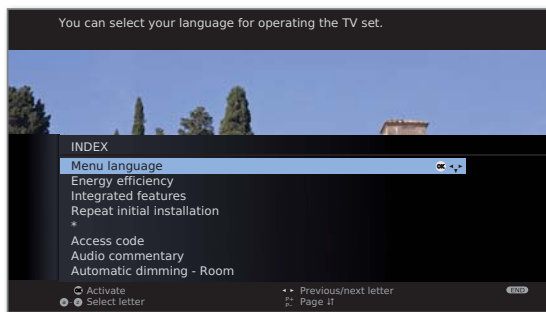 You can select your language for operating the TV set.
INDEX
Menu language OK
Energy efficiency
Integrated features
Repeat initial installation
*
Access code
Audio commentary
Automatic dimming - Room
OK Activate ◂ ▸ Previous/next letter END
Select letter P+ P– Page ↓↑